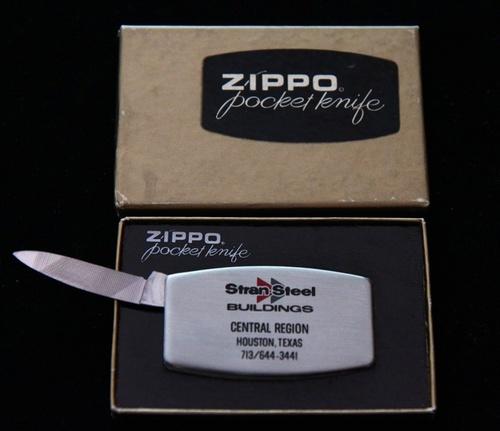 ZIPPO
pocket knife
ZIPPO
pocket knife
Stran Steel
BUILDINGS
CENTRAL REGION
HOUSTON, TEXAS
713/644-3441